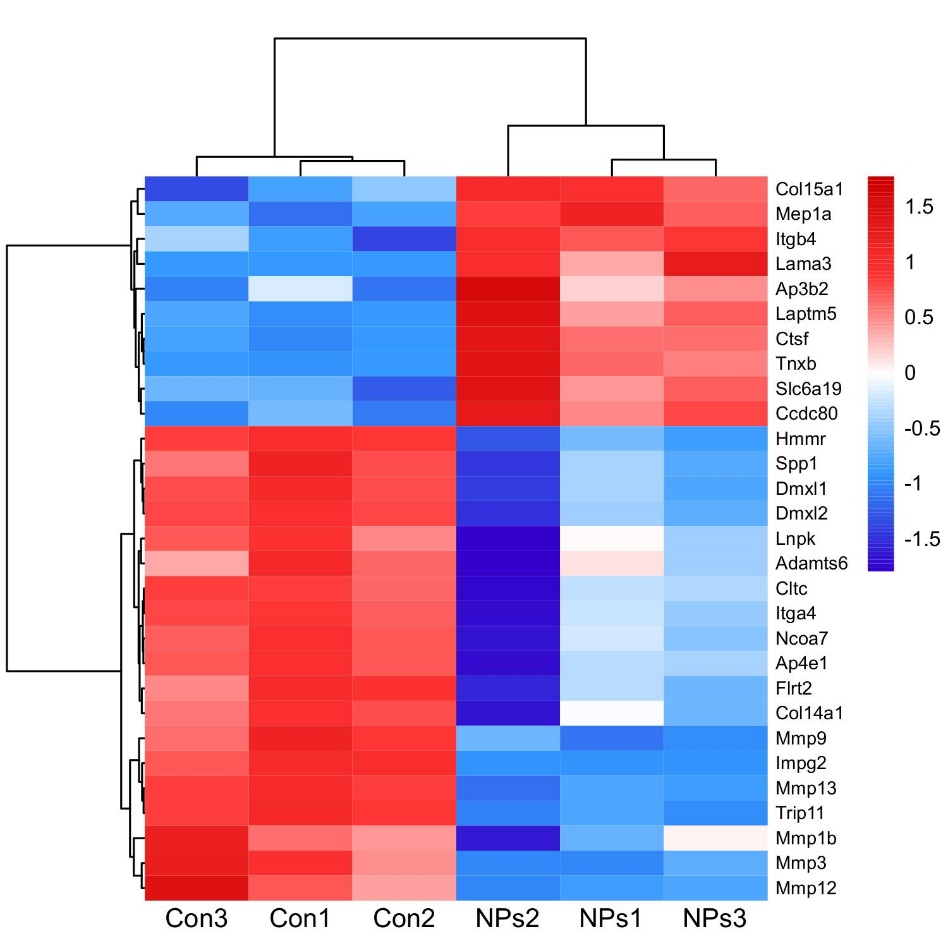 Col15a1
Mep1a
Itgb4
Lama3
Ap3b2
Laptm5
Ctsf
Tnxb
Slc6a19
Ccdc80
Hmmr
Spp1
Dmxl1
Dmxl2
Lnpk
Adamts6
Cltc
Itga4
Ncoa7
Ap4e1
Flrt2
Col14a1
Mmp9
Impg2
Mmp13
Trip11
Mmp1b
Mmp3
Mmp12
1.5
1
0.5
0
-0.5
-1
-1.5
Con3 Con1 Con2 NPs2 NPs1 NPs3